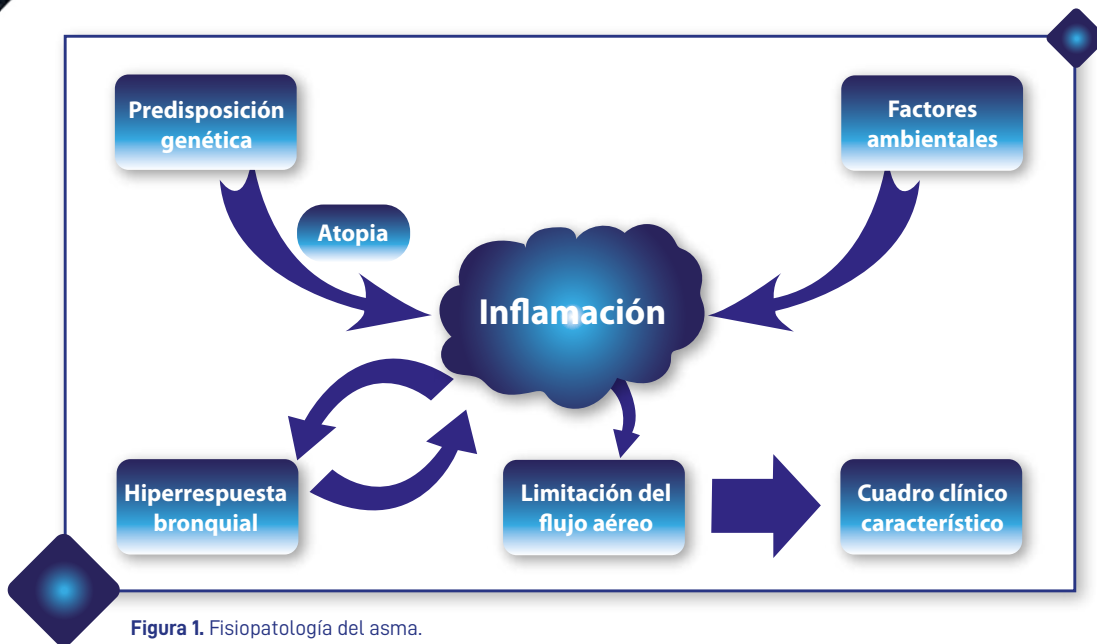 Predisposición
genética
Factores
ambientales
Atopia
Inflamación
Hiperrespuesta
bronquial
Limitación del
flujo aéreo
Cuadro clínico
característico
Figura 1. Fisiopatología del asma.